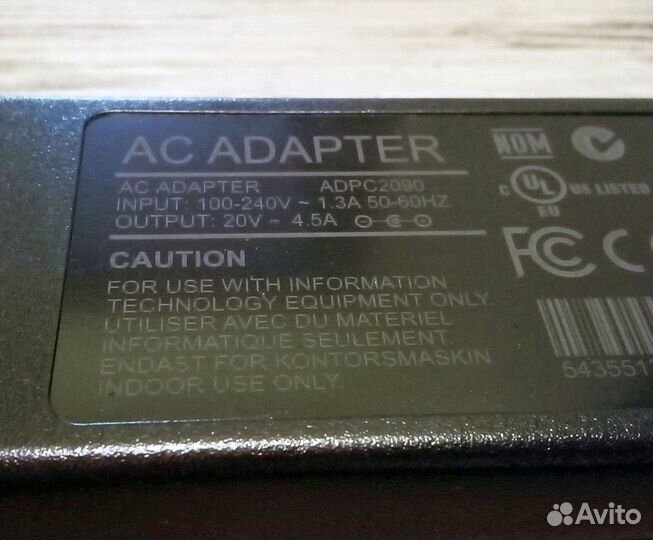 AC ADAPTER
NOM
AC ADAPTER ADPC2090
INPUT: 100-240V ~ 1.3A 50-60HZ
OUTPUT: 20V ⎓ 4.5A
C UL US LISTED
EU
FC C
CAUTION
FOR USE WITH INFORMATION
TECHNOLOGY EQUIPMENT ONLY
UTILISER AVEC DU MATERIEL
INFORMATIQUE SEULEMENT
ENDAST FOR KONTORSMASKIN
INDOOR USE ONLY.
Avito